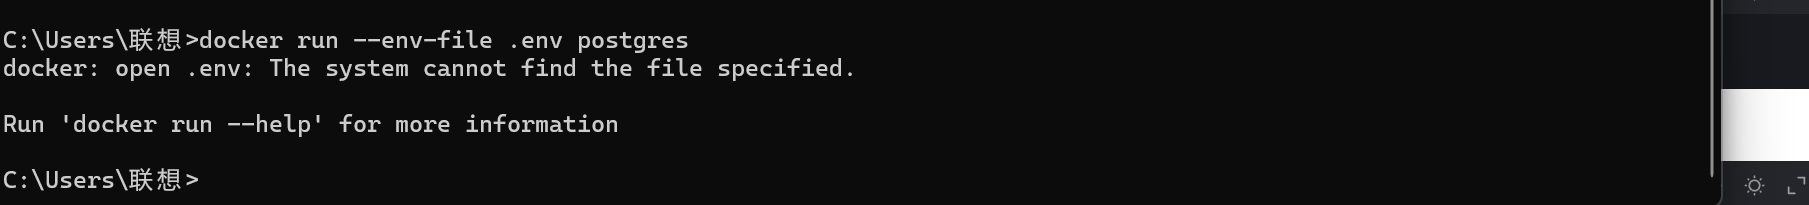 C:\Users\联想>docker run --env-file .env postgres
docker: open .env: The system cannot find the file specified.
Run 'docker run --help' for more information
C:\Users\联想>